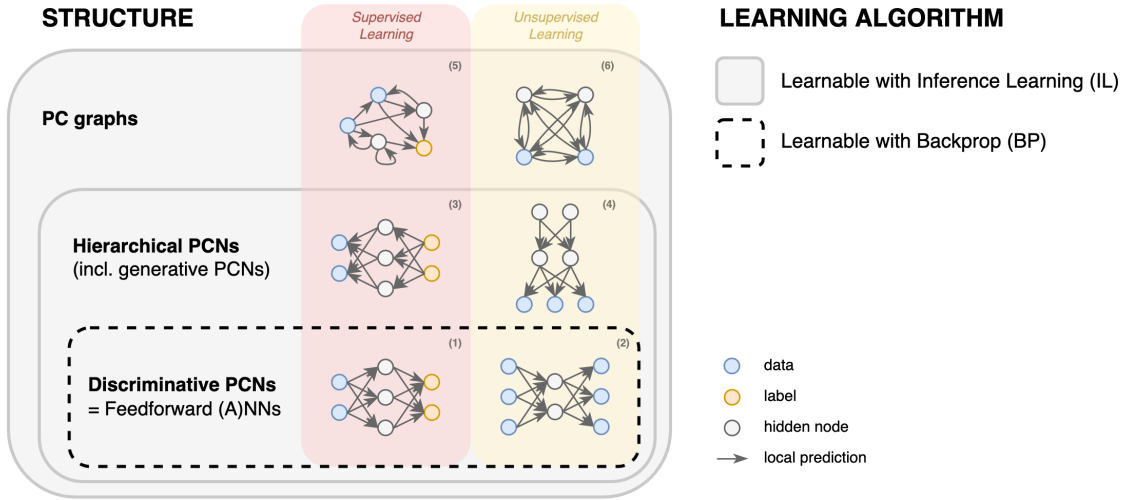 STRUCTURE
Supervised
Learning
Unsupervised
Learning
LEARNING ALGORITHM
(5)
(6)
PC graphs
Learnable with Inference Learning (IL)
Learnable with Backprop (BP)
(3)
(4)
Hierarchical PCNs
(incl. generative PCNs)
(1)
(2)
Discriminative PCNs
= Feedforward (A)NNs
data
label
hidden node
local prediction